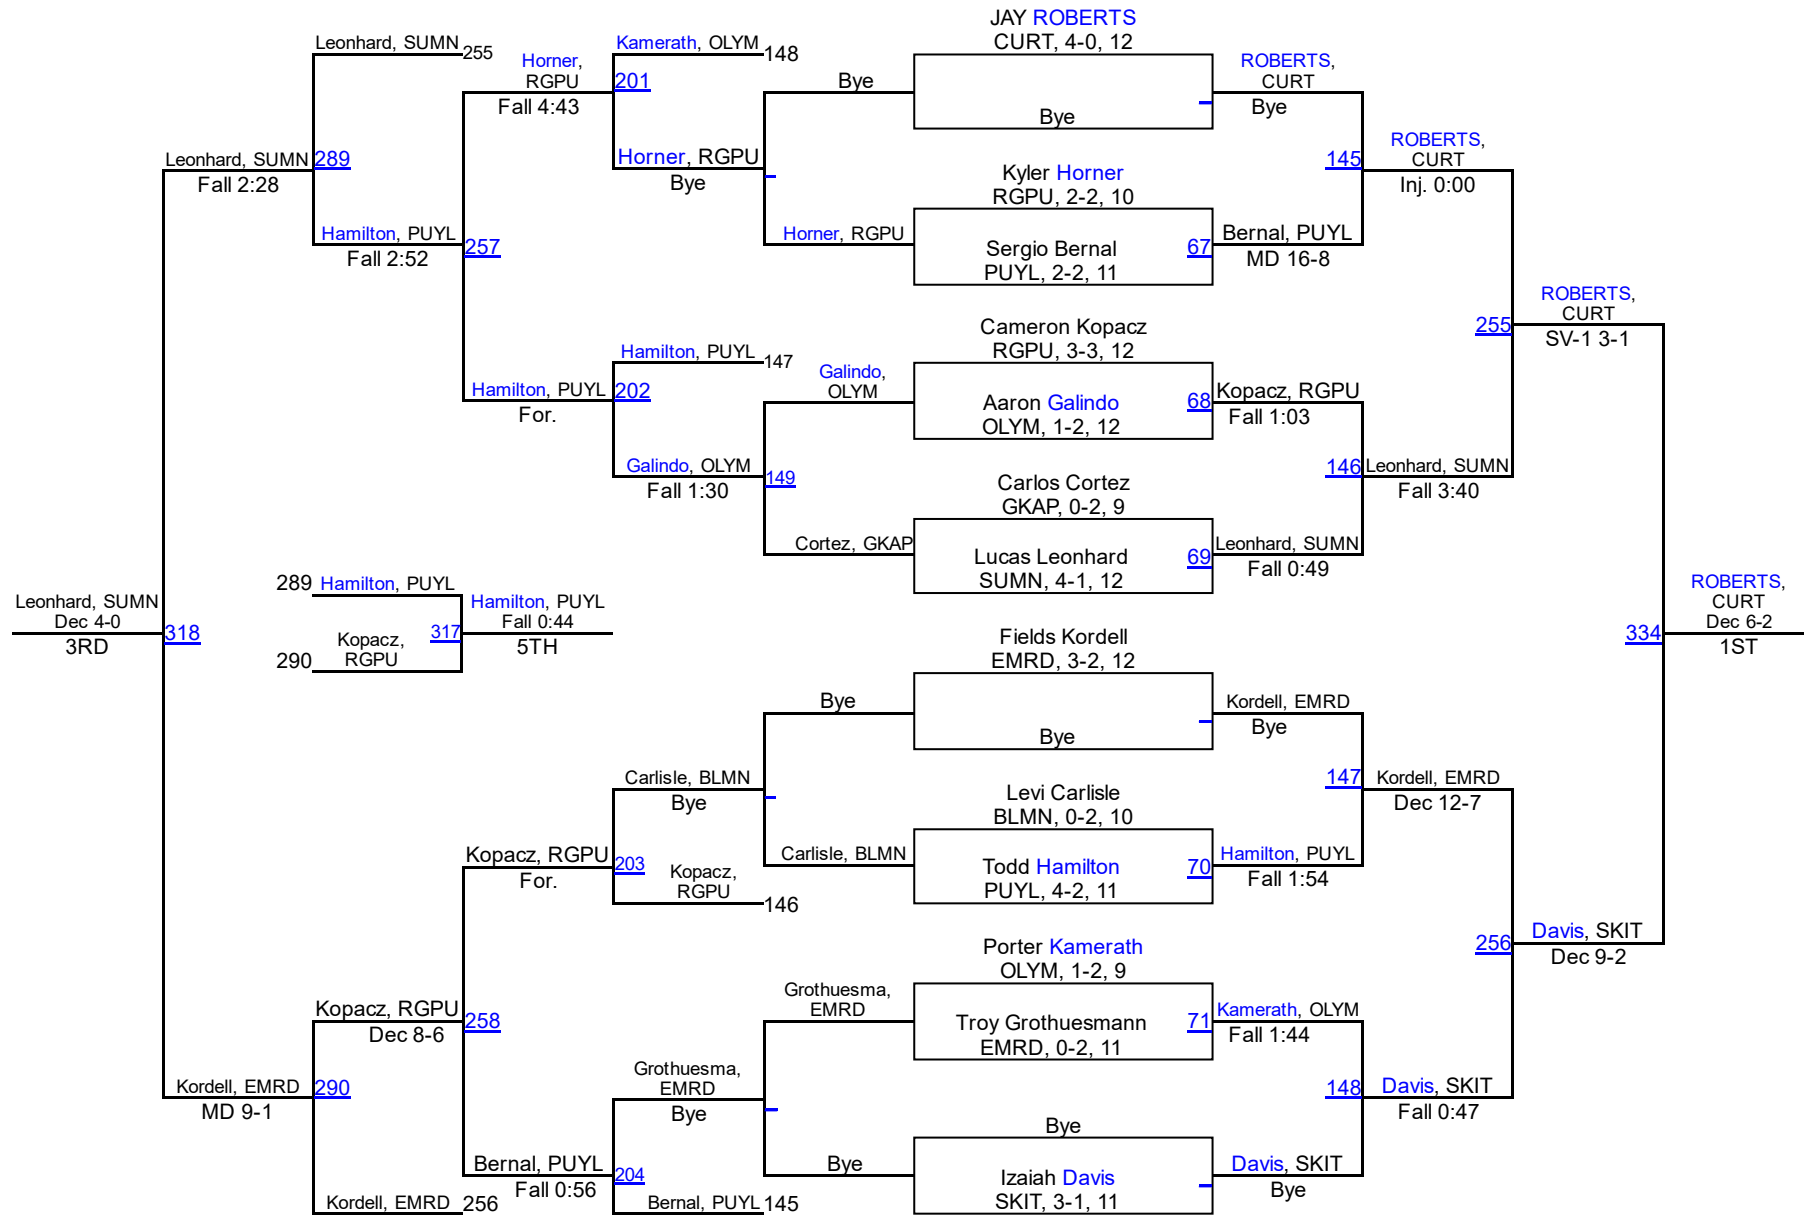 JAY ROBERTS
CURT, 4-0, 12
Bye
Kyler Horner
RGPU, 2-2, 10
Sergio Bernal
PUYL, 2-2, 11
67
Cameron Kopacz
RGPU, 3-3, 12
Aaron Galindo
OLYM, 1-2, 12
68
Carlos Cortez
GKAP, 0-2, 9
Lucas Leonhard
SUMN, 4-1, 12
69
Fields Kordell
EMRD, 3-2, 12
Bye
Levi Carlisle
BLMN, 0-2, 10
Todd Hamilton
PUYL, 4-2, 11
70
Porter Kamerath
OLYM, 1-2, 9
Troy Grothuesmann
EMRD, 0-2, 11
71
Bye
Izaiah Davis
SKIT, 3-1, 11
ROBERTS,
CURT
Bye
145
Bernal, PUYL
MD 16-8
Kopacz, RGPU
Fall 1:03
146
Leonhard, SUMN
Fall 0:49
Kordell, EMRD
Bye
147
Hamilton, PUYL
Fall 1:54
Kamerath, OLYM
Fall 1:44
148
Davis, SKIT
Bye
ROBERTS,
CURT
Inj. 0:00
255
Leonhard, SUMN
Fall 3:40
Kordell, EMRD
Dec 12-7
256
Davis, SKIT
Fall 0:47
ROBERTS,
CURT
SV-1 3-1
334
Davis, SKIT
Dec 9-2
ROBERTS,
CURT
Dec 6-2
1ST
Bye
Horner, RGPU
Galindo,
OLYM
149
Cortez, GKAP
Bye
Carlisle, BLMN
Grothuesma,
EMRD
Bye
Kamerath, OLYM
148
201
Horner, RGPU
Bye
Hamilton, PUYL
147
202
Galindo, OLYM
Fall 1:30
Carlisle, BLMN
Bye
203
Kopacz,
RGPU
146
Grothuesma,
EMRD
Bye
204
Bernal, PUYL
145
Horner,
RGPU
Fall 4:43
257
Hamilton, PUYL
For.
Kopacz, RGPU
For.
258
Bernal, PUYL
Fall 0:56
Leonhard, SUMN
255
289
Hamilton, PUYL
Fall 2:52
Kopacz, RGPU
Dec 8-6
290
Kordell, EMRD
256
Leonhard, SUMN
Fall 2:28
318
Kordell, EMRD
MD 9-1
Leonhard, SUMN
Dec 4-0
3RD
289
Hamilton, PUYL
290
Kopacz,
RGPU
317
Hamilton, PUYL
Fall 0:44
5TH